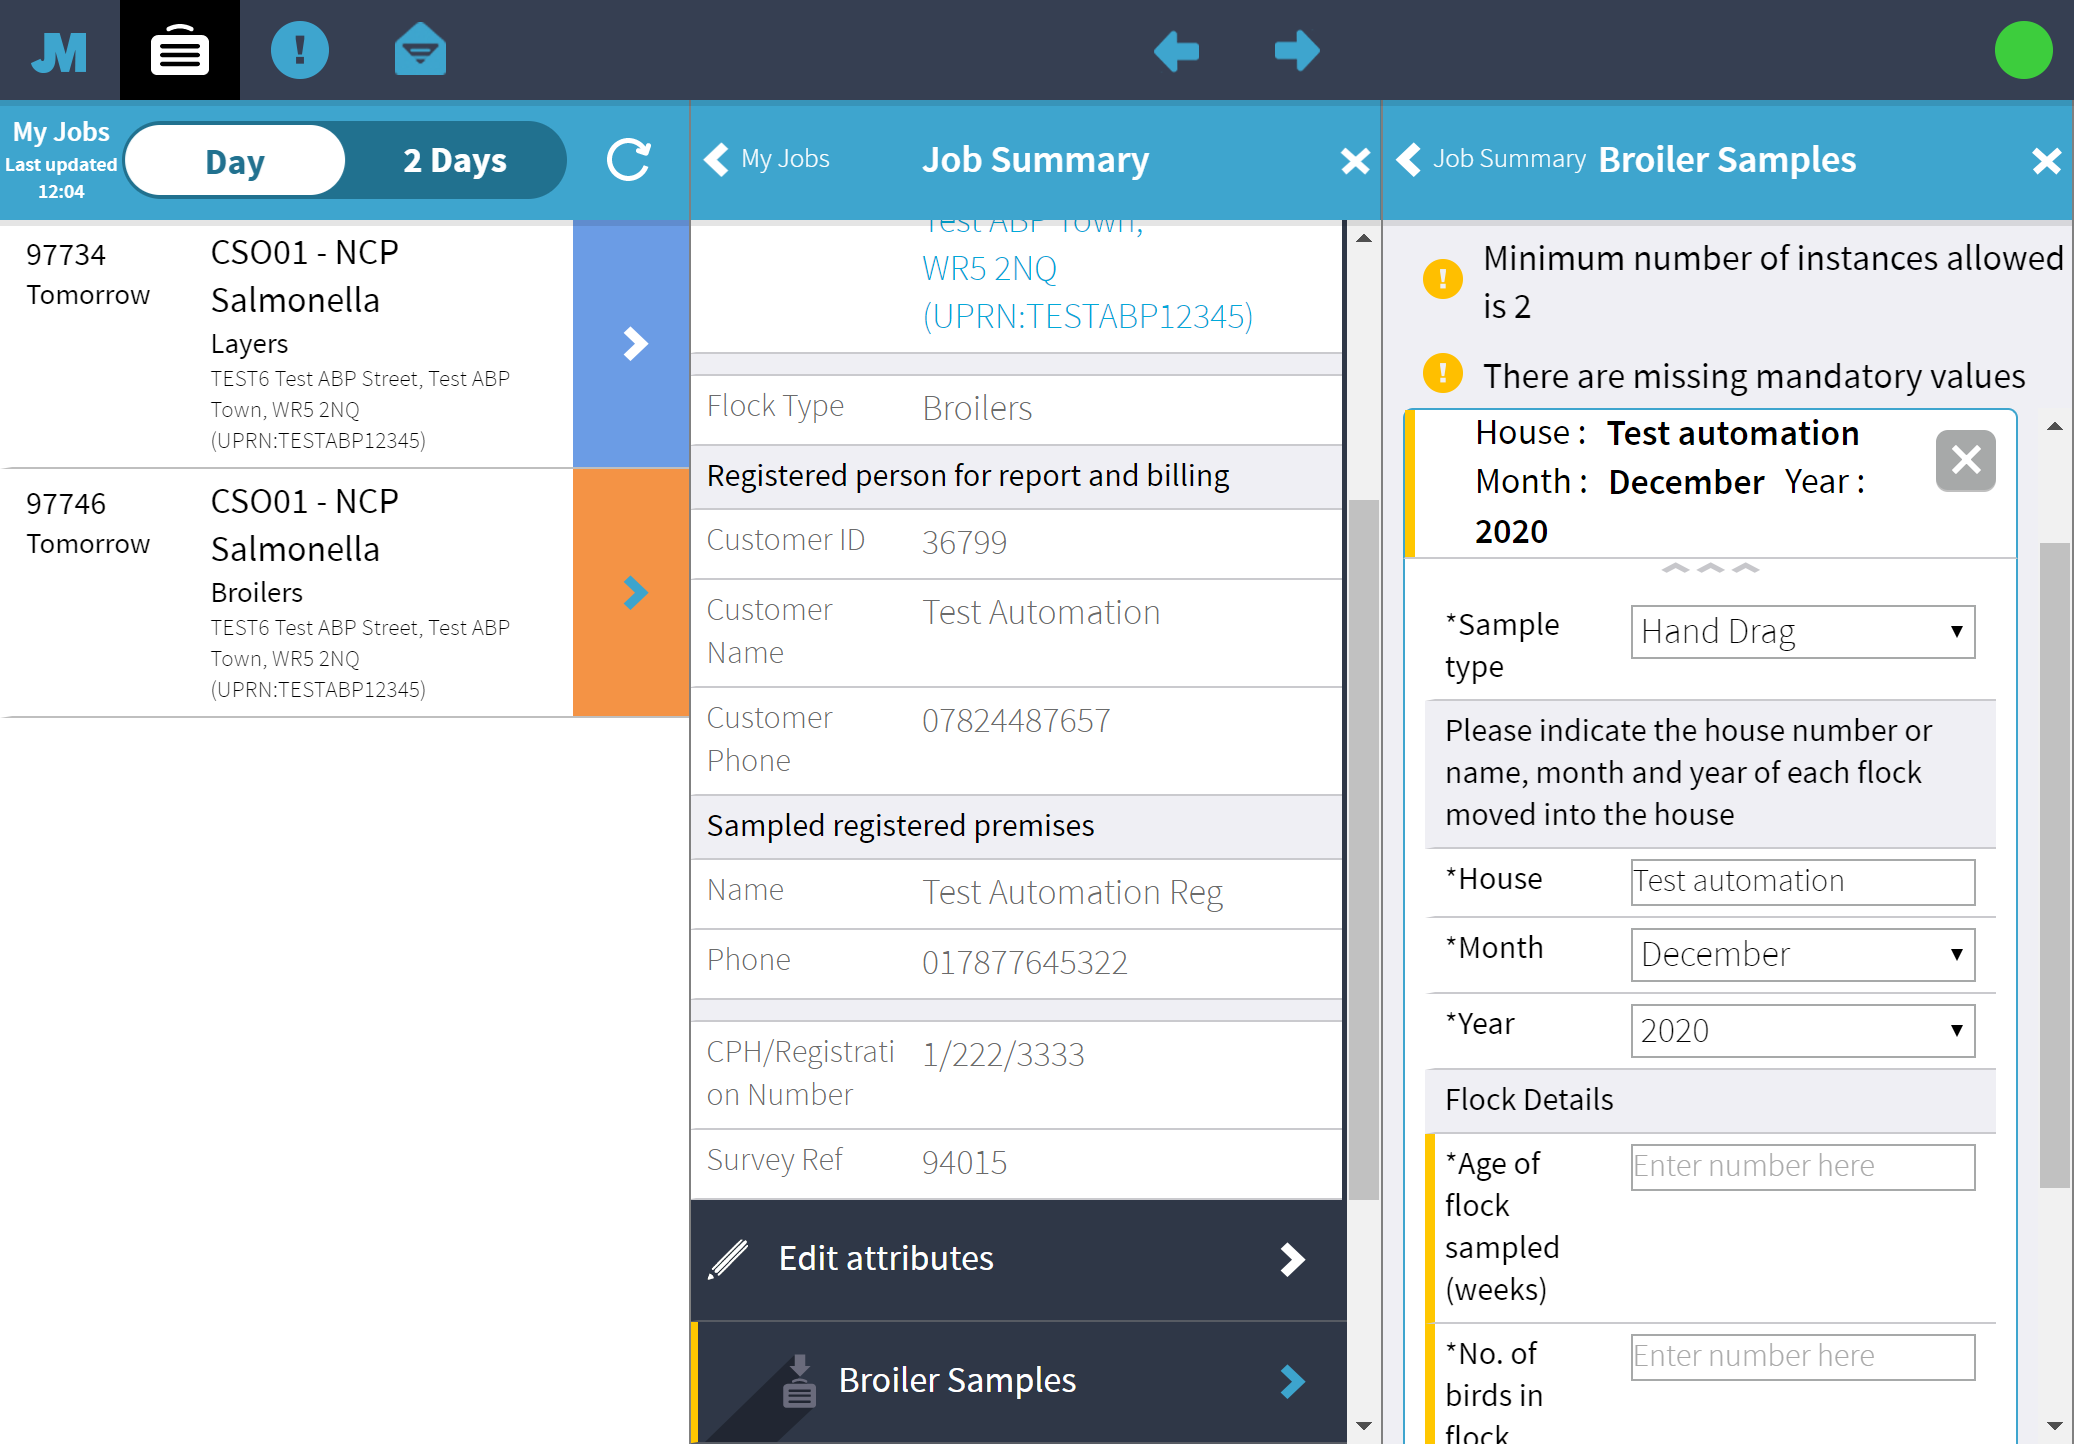 JM
My Jobs
Last updated
12:04
Day
2 Days
97734
Tomorrow
CSO01 - NCP
Salmonella
Layers
TEST6 Test ABP Street, Test ABP
Town, WR5 2NQ
(UPRN:TESTABP12345)
97746
Tomorrow
CSO01 - NCP
Salmonella
Broilers
TEST6 Test ABP Street, Test ABP
Town, WR5 2NQ
(UPRN:TESTABP12345)
My Jobs
Job Summary
Test ABP Town,
WR5 2NQ
(UPRN:TESTABP12345)
Flock Type
Broilers
Registered person for report and billing
Customer ID
36799
Customer
Name
Test Automation
Customer
Phone
07824487657
Sampled registered premises
Name
Test Automation Reg
Phone
017877645322
CPH/Registrati
on Number
1/222/3333
Survey Ref
94015
Edit attributes
Broiler Samples
Job Summary
Broiler Samples
Minimum number of instances allowed
is 2
There are missing mandatory values
House : Test automation
Month : December Year :
2020
*Sample
type
Hand Drag
Please indicate the house number or
name, month and year of each flock
moved into the house
*House
Test automation
*Month
December
*Year
2020
Flock Details
*Age of
flock
sampled
(weeks)
Enter number here
*No. of
birds in
flock
Enter number here